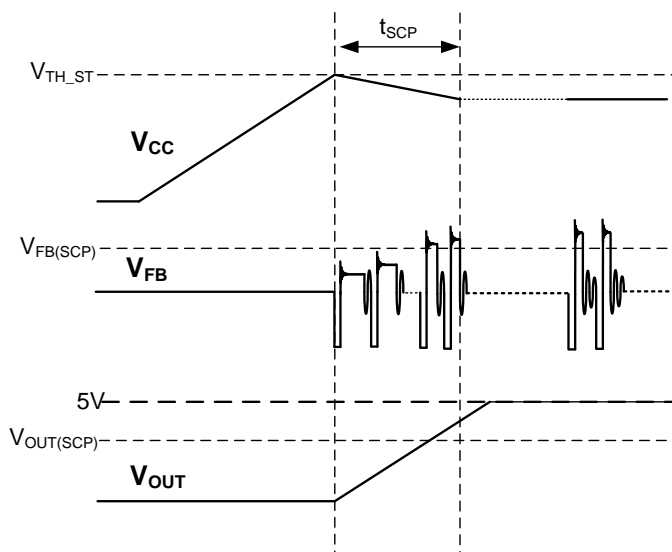 tSCP
VTH_ST
VCC
VFB(SCP)
VFB
5V
VOUT(SCP)
VOUT